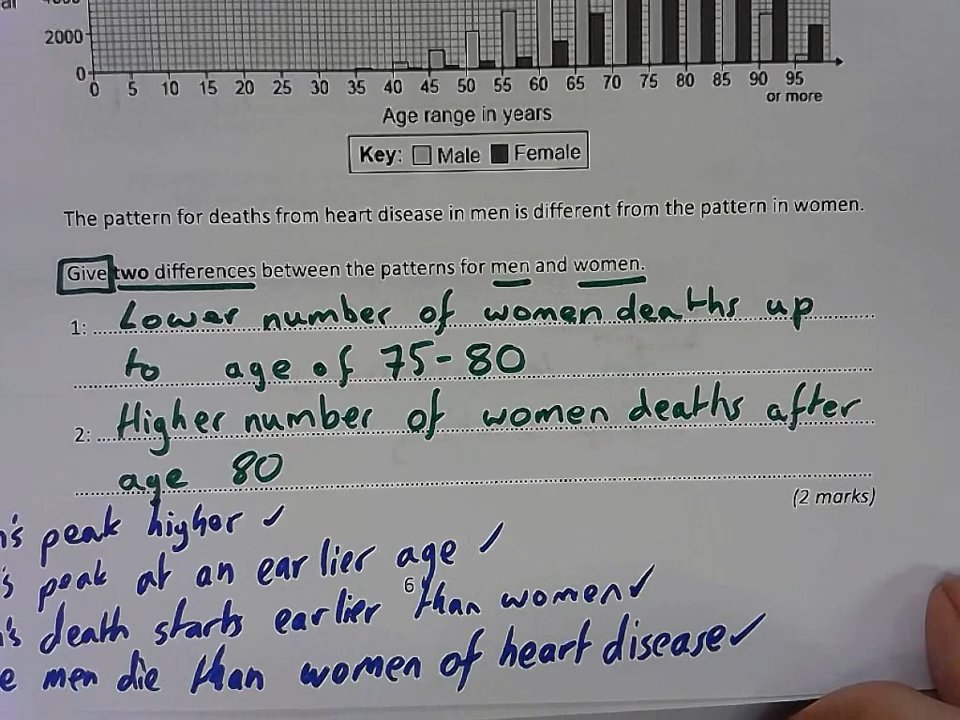 2000
0
0 5 10 15 20 25 30 35 40 45 50 55 60 65 70 75 80 85 90 95
or more
Age range in years
Key: Male Female
The pattern for deaths from heart disease in men is different from the pattern in women.
Give two differences between the patterns for men and women.
1: Lower number of women deaths up
to age of 75-80
2: Higher number of women deaths after
age 80
(2 marks)
peak higher ✓
peak at an earlier age ✓
6
death starts earlier than women ✓
men die than women of heart disease ✓